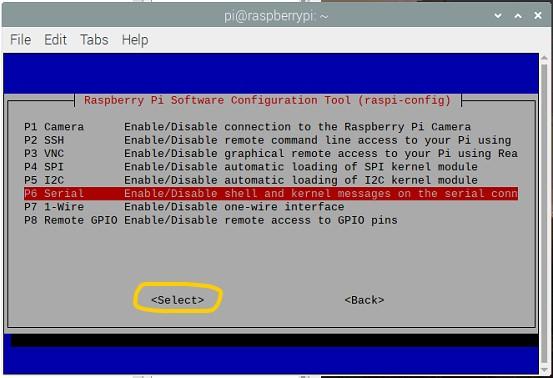 pi@raspberrypi: ~
File Edit Tabs Help
Raspberry Pi Software Configuration Tool (raspi-config)
P1 Camera Enable/Disable connection to the Raspberry Pi Camera
P2 SSH Enable/Disable remote command line access to your Pi using
P3 VNC Enable/Disable graphical remote access to your Pi using Rea
P4 SPI Enable/Disable automatic loading of SPI kernel module
P5 I2C Enable/Disable automatic loading of I2C kernel module
P6 Serial Enable/Disable shell and kernel messages on the serial conn
P7 1-Wire Enable/Disable one-wire interface
P8 Remote GPIO Enable/Disable remote access to GPIO pins
<Select> <Back>